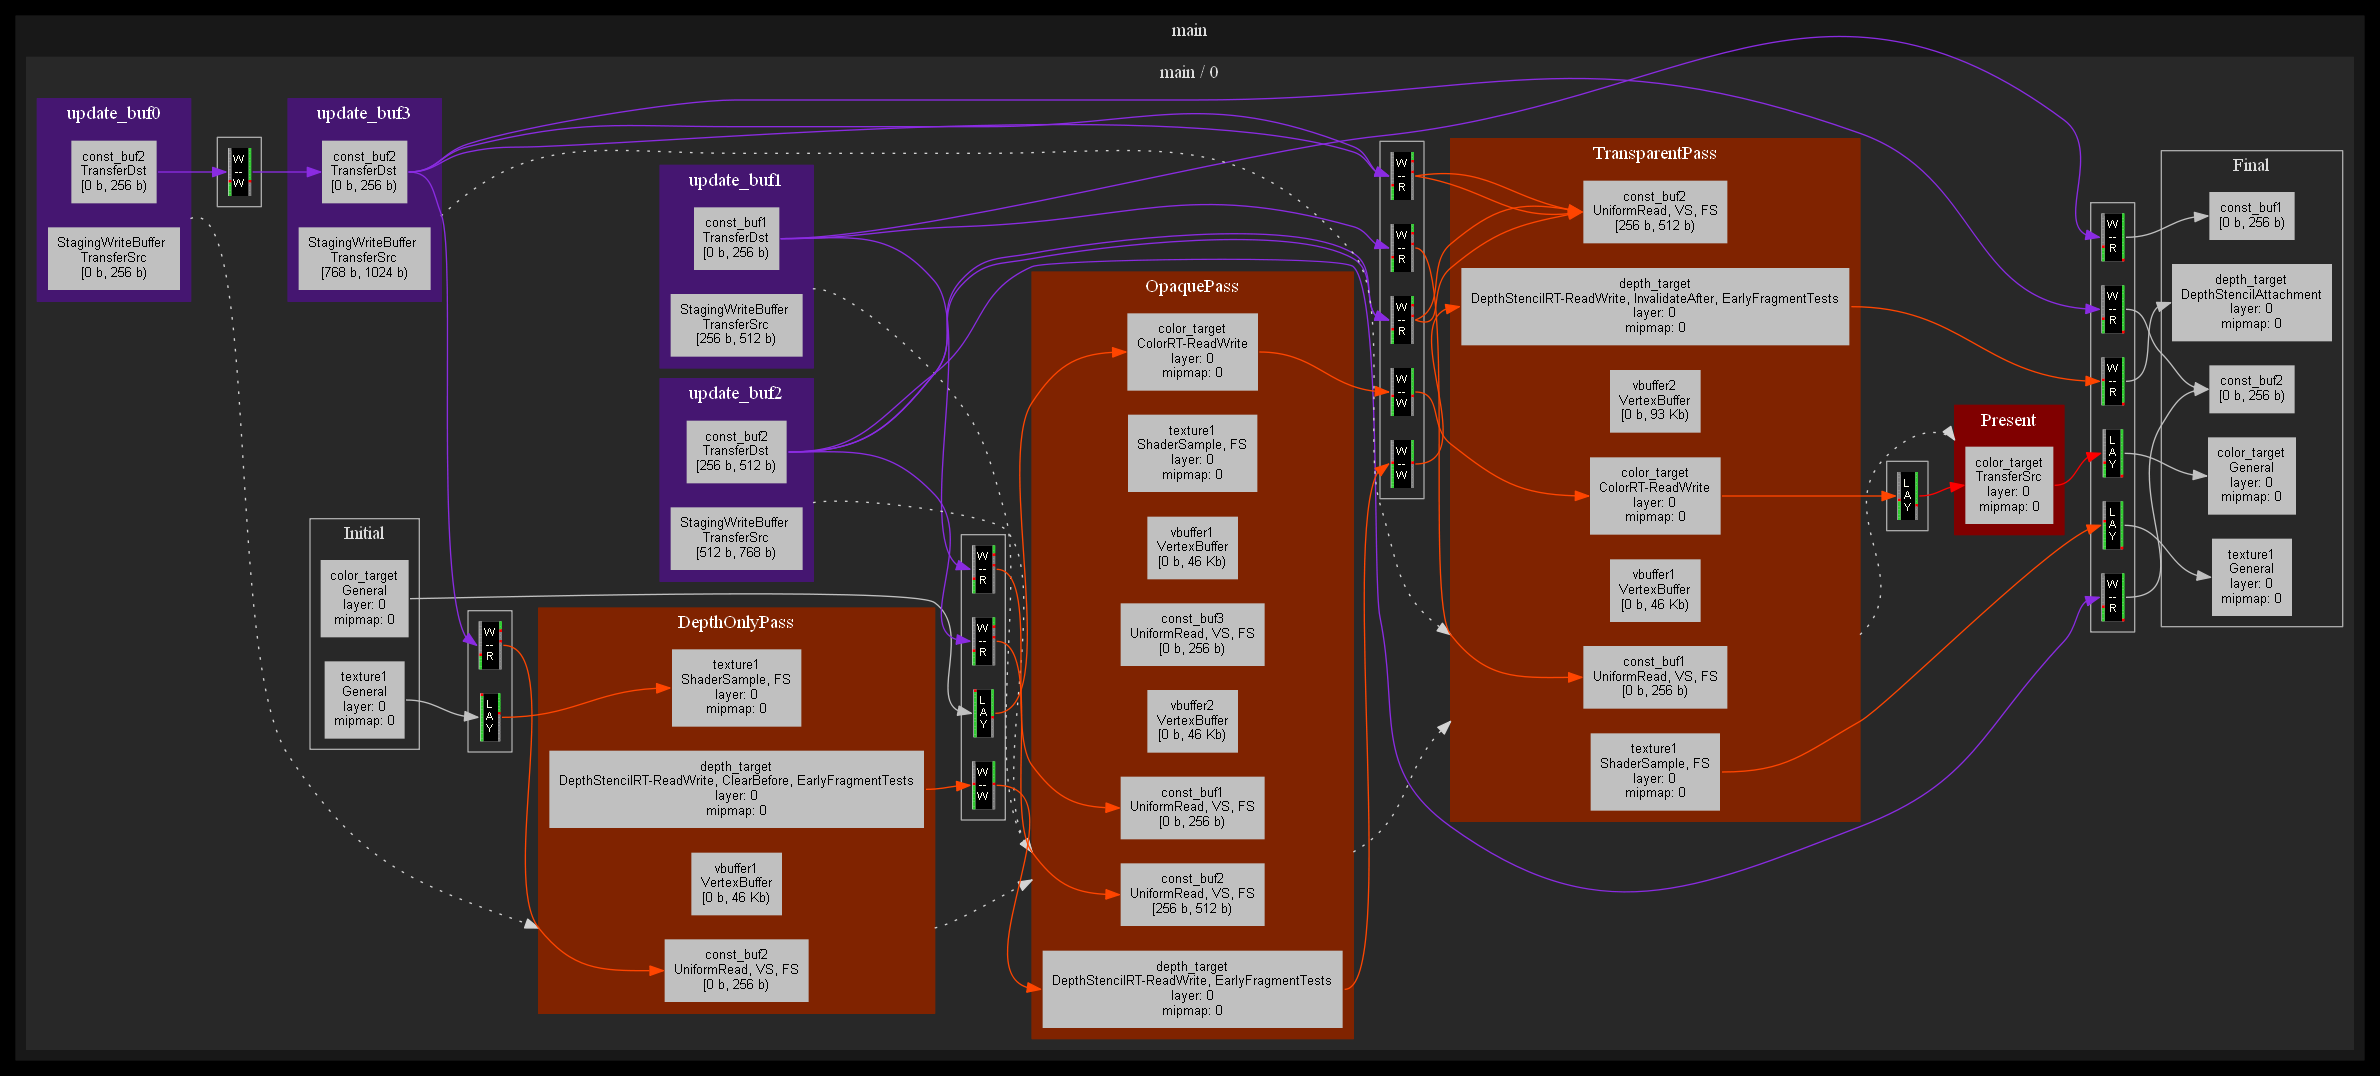 main
main / 0
update_buf0
const_buf2
TransferDst
[0 b, 256 b)
StagingWriteBuffer
TransferSrc
[0 b, 256 b)
W
--
W
update_buf3
const_buf2
TransferDst
[0 b, 256 b)
StagingWriteBuffer
TransferSrc
[768 b, 1024 b)
Initial
color_target
General
layer: 0
mipmap: 0
texture1
General
layer: 0
mipmap: 0
W
--
R
L
A
Y
update_buf1
const_buf1
TransferDst
[0 b, 256 b)
StagingWriteBuffer
TransferSrc
[256 b, 512 b)
update_buf2
const_buf2
TransferDst
[256 b, 512 b)
StagingWriteBuffer
TransferSrc
[512 b, 768 b)
DepthOnlyPass
texture1
ShaderSample, FS
layer: 0
mipmap: 0
depth_target
DepthStencilRT-ReadWrite, ClearBefore, EarlyFragmentTests
layer: 0
mipmap: 0
vbuffer1
VertexBuffer
[0 b, 46 Kb)
const_buf2
UniformRead, VS, FS
[0 b, 256 b)
W
--
R
W
--
R
L
A
Y
W
--
W
OpaquePass
color_target
ColorRT-ReadWrite
layer: 0
mipmap: 0
texture1
ShaderSample, FS
layer: 0
mipmap: 0
vbuffer1
VertexBuffer
[0 b, 46 Kb)
const_buf3
UniformRead, VS, FS
[0 b, 256 b)
vbuffer2
VertexBuffer
[0 b, 46 Kb)
const_buf1
UniformRead, VS, FS
[0 b, 256 b)
const_buf2
UniformRead, VS, FS
[256 b, 512 b)
depth_target
DepthStencilRT-ReadWrite, EarlyFragmentTests
layer: 0
mipmap: 0
W
--
R
W
--
R
W
--
R
W
--
W
W
--
W
TransparentPass
const_buf2
UniformRead, VS, FS
[256 b, 512 b)
depth_target
DepthStencilRT-ReadWrite, InvalidateAfter, EarlyFragmentTests
layer: 0
mipmap: 0
vbuffer2
VertexBuffer
[0 b, 93 Kb)
color_target
ColorRT-ReadWrite
layer: 0
mipmap: 0
vbuffer1
VertexBuffer
[0 b, 46 Kb)
const_buf1
UniformRead, VS, FS
[0 b, 256 b)
texture1
ShaderSample, FS
layer: 0
mipmap: 0
L
A
Y
Present
color_target
TransferSrc
layer: 0
mipmap: 0
W
--
R
W
--
R
W
--
R
L
A
Y
L
A
Y
W
--
R
Final
const_buf1
[0 b, 256 b)
depth_target
DepthStencilAttachment
layer: 0
mipmap: 0
const_buf2
[0 b, 256 b)
color_target
General
layer: 0
mipmap: 0
texture1
General
layer: 0
mipmap: 0